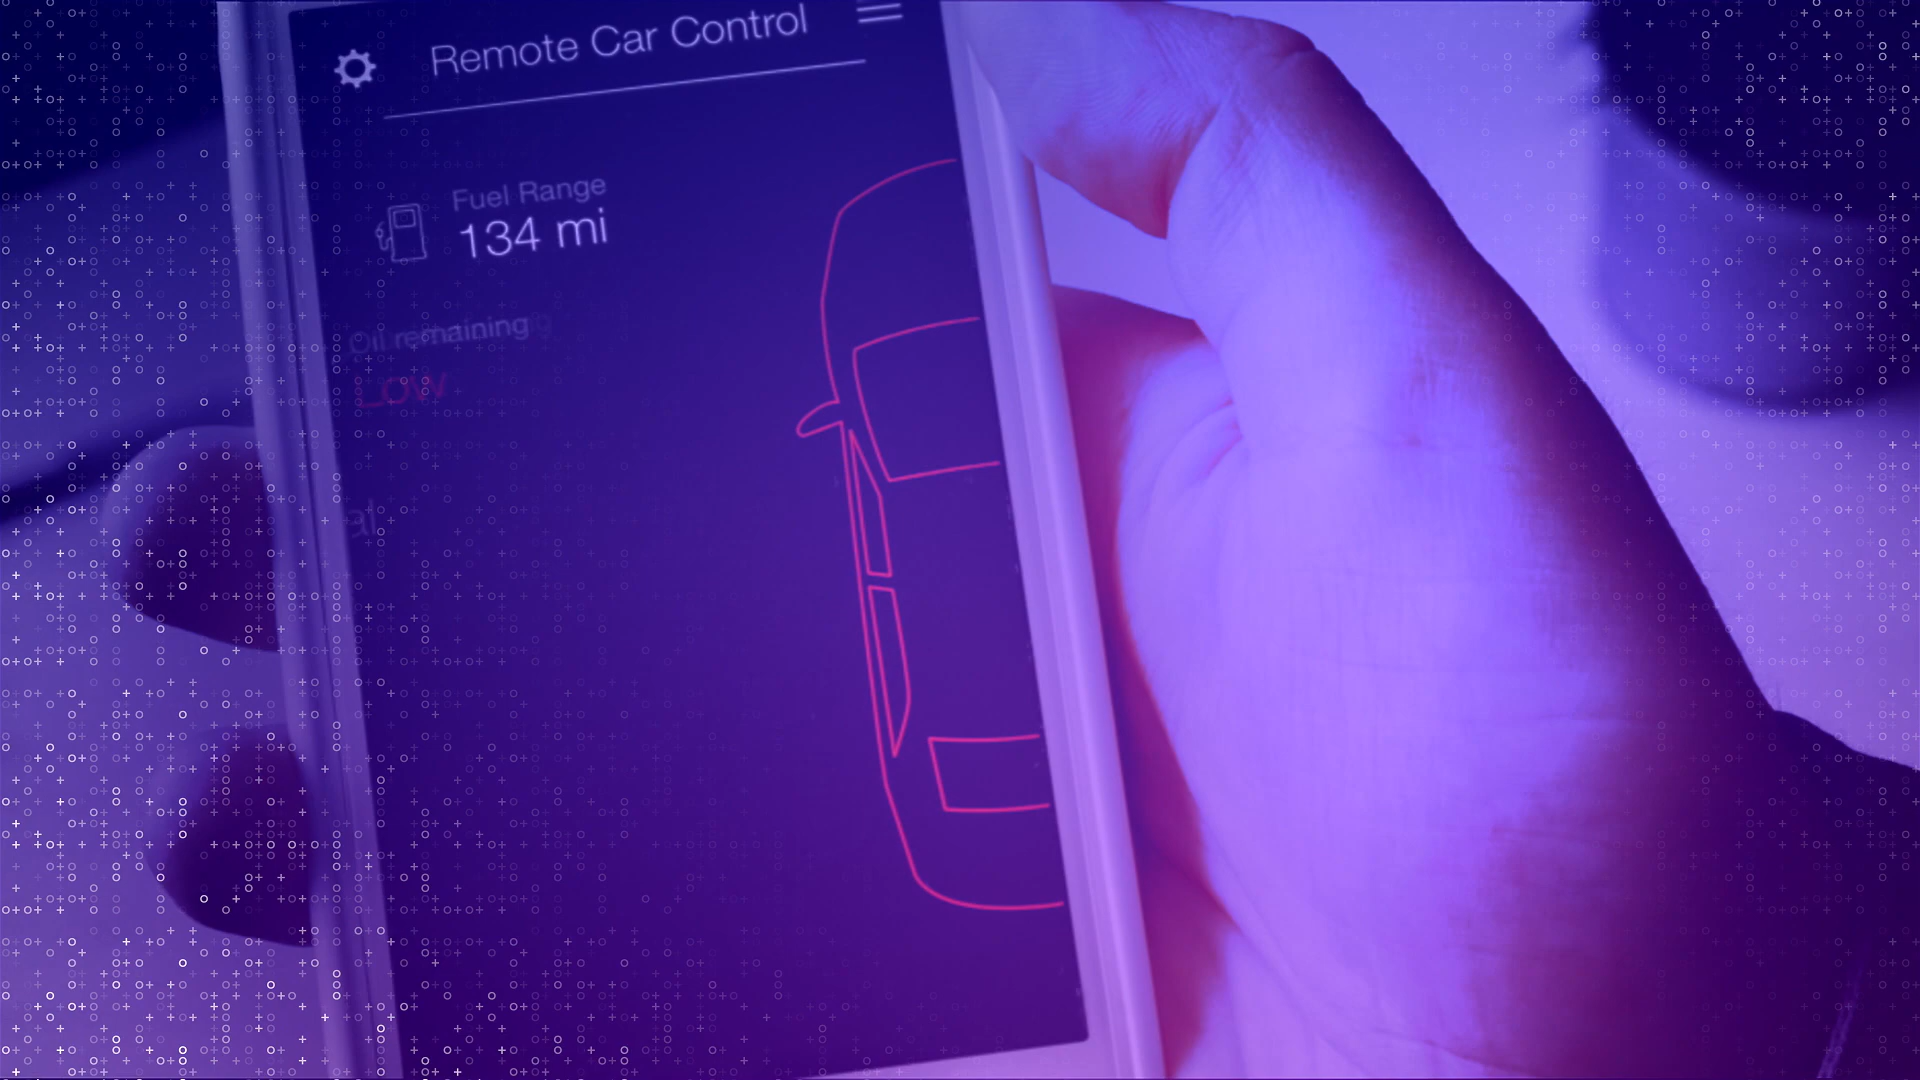 Remote Car Control
Fuel Range
134 mi
Oil remaining
Low